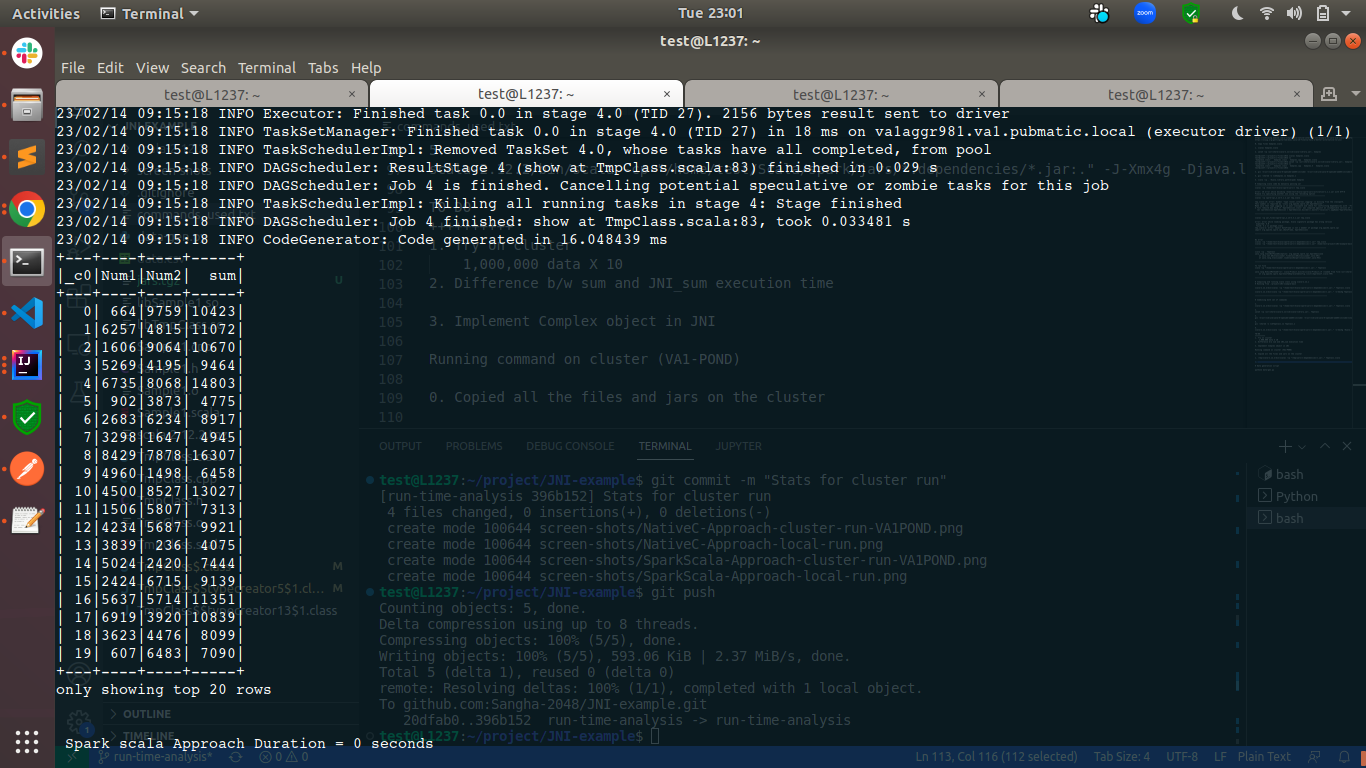 Activities Terminal Tue 23:01 zoom
test@L1237: ~
File Edit View Search Terminal Tabs Help
test@L1237: ~ × test@L1237: ~ × test@L1237: ~ × test@L1237: ~ ×
23/02/14 09:15:18 INFO Executor: Finished task 0.0 in stage 4.0 (TID 27). 2156 bytes result sent to driver
23/02/14 09:15:18 INFO TaskSetManager: Finished task 0.0 in stage 4.0 (TID 27) in 18 ms on va1aggr981.va1.pubmatic.local (executor driver) (1/1)
23/02/14 09:15:18 INFO TaskSchedulerImpl: Removed TaskSet 4.0, whose tasks have all completed, from pool
23/02/14 09:15:18 INFO DAGScheduler: ResultStage 4 (show at TmpClass.scala:83) finished in 0.029 s
23/02/14 09:15:18 INFO DAGScheduler: Job 4 is finished. Cancelling potential speculative or zombie tasks for this job
23/02/14 09:15:18 INFO TaskSchedulerImpl: Killing all running tasks in stage 4: Stage finished
23/02/14 09:15:18 INFO DAGScheduler: Job 4 finished: show at TmpClass.scala:83, took 0.033481 s
23/02/14 09:15:18 INFO CodeGenerator: Code generated in 16.048439 ms
+---+----+----+-----+
|_c0|Num1|Num2|  sum|
+---+----+----+-----+
|  0| 664|9759|10423|
|  1|6257|4815|11072|
|  2|1606|9064|10670|
|  3|5269|4195| 9464|
|  4|6735|8068|14803|
|  5| 902|3873| 4775|
|  6|2683|6234| 8917|
|  7|3298|1647| 4945|
|  8|8429|7878|16307|
|  9|4960|1498| 6458|
| 10|4500|8527|13027|
| 11|1506|5807| 7313|
| 12|4234|5687| 9921|
| 13|3839| 236| 4075|
| 14|5024|2420| 7444|
| 15|2424|6715| 9139|
| 16|5637|5714|11351|
| 17|6919|3920|10839|
| 18|3623|4476| 8099|
| 19| 607|6483| 7090|
+---+----+----+-----+
only showing top 20 rows
Spark scala Approach Duration = 0 seconds
101 1. Try on Cluster
102 1,000,000 data X 10
103 2. Difference b/w sum and JNI_sum execution time
104
105 3. Implement Complex object in JNI
106
107 Running command on cluster (VA1-POND)
108
109 0. Copied all the files and jars on the cluster
110
OUTPUT PROBLEMS DEBUG CONSOLE TERMINAL JUPYTER
test@L1237:~/project/JNI-example$ git commit -m "Stats for cluster run"
[run-time-analysis 396b152] Stats for cluster run
4 files changed, 0 insertions(+), 0 deletions(-)
create mode 100644 screen-shots/NativeC-Approach-cluster-run-VA1POND.png
create mode 100644 screen-shots/NativeC-Approach-local-run.png
create mode 100644 screen-shots/SparkScala-Approach-cluster-run-VA1POND.png
create mode 100644 screen-shots/SparkScala-Approach-local-run.png
test@L1237:~/project/JNI-example$ git push
Counting objects: 5, done.
Delta compression using up to 8 threads.
Compressing objects: 100% (5/5), done.
Writing objects: 100% (5/5), 593.06 KiB | 2.37 MiB/s, done.
Total 5 (delta 1), reused 0 (delta 0)
remote: Resolving deltas: 100% (1/1), completed with 1 local object.
To github.com:Sangha-2048/JNI-example.git
20dfab0..396b152 run-time-analysis -> run-time-analysis
test@L1237:~/project/JNI-example$
bash
Python
bash
OUTLINE
TIMELINE
run-time-analysis* 0 0 Ln 113, Col 116 (112 selected) Tab Size: 4 UTF-8 LF Plain Text